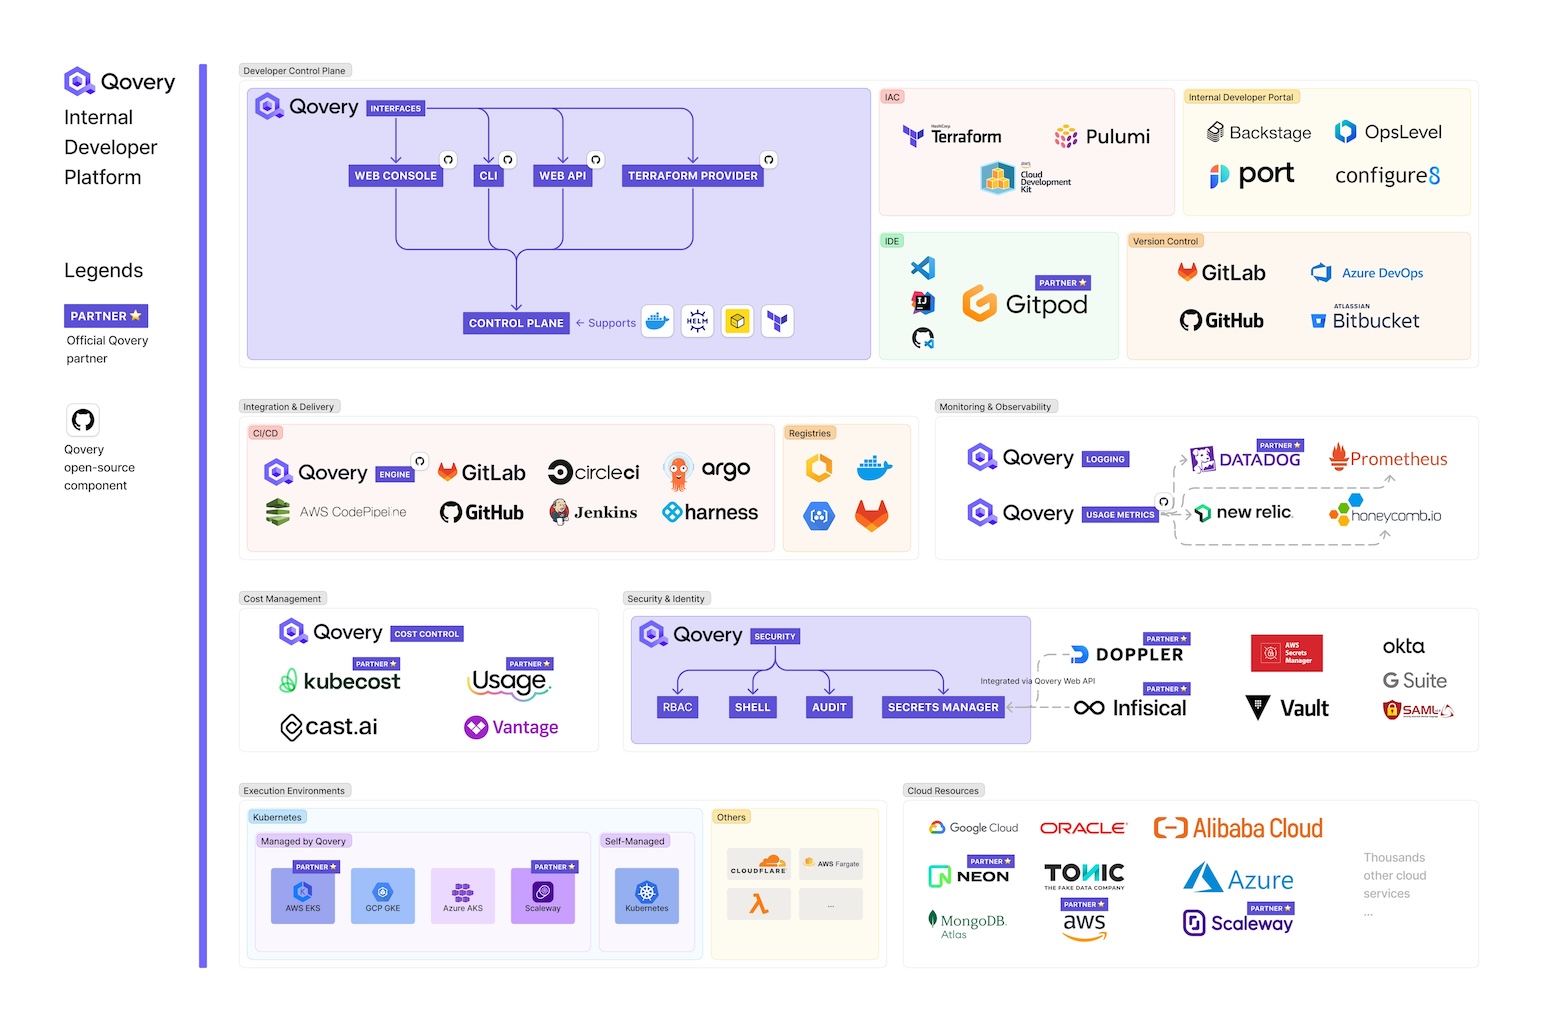 Qovery
Internal
Developer
Platform
Legends
PARTNER
Official Qovery
partner
Qovery
open-source
component
Developer Control Plane
Qovery INTERFACES
WEB CONSOLE
CLI
WEB API
TERRAFORM PROVIDER
CONTROL PLANE
← Supports
HELM
IAC
HashiCorp
Terraform
Pulumi
aws
Cloud
Development
Kit
Internal Developer Portal
Backstage
OpsLevel
port
configure8
IDE
IJ
PARTNER
Gitpod
Version Control
GitLab
Azure DevOps
GitHub
ATLASSIAN
Bitbucket
Integration & Delivery
CI/CD
Qovery ENGINE
GitLab
circleci
argo
AWS CodePipeline
GitHub
Jenkins
harness
Registries
Monitoring & Observability
Qovery LOGGING
PARTNER
DATADOG
Prometheus
Qovery USAGE METRICS
new relic.
honeycomb.io
Cost Management
Qovery COST CONTROL
PARTNER
kubecost
PARTNER
Usage.
cast.ai
Vantage
Security & Identity
Qovery SECURITY
RBAC
SHELL
AUDIT
SECRETS MANAGER
Integrated via Qovery Web API
PARTNER
DOPPLER
PARTNER
Infisical
AWS
Secrets
Manager
Vault
okta
G Suite
SAML
Execution Environments
Kubernetes
Managed by Qovery
PARTNER
AWS EKS
GCP GKE
Azure AKS
PARTNER
Scaleway
Self-Managed
Kubernetes
Others
CLOUDFLARE
AWS Fargate
λ
...
Cloud Resources
Google Cloud
ORACLE
Alibaba Cloud
PARTNER
NEON
TONIC
THE FAKE DATA COMPANY
Azure
MongoDB.
Atlas
PARTNER
aws
PARTNER
Scaleway
Thousands
other cloud
services
...